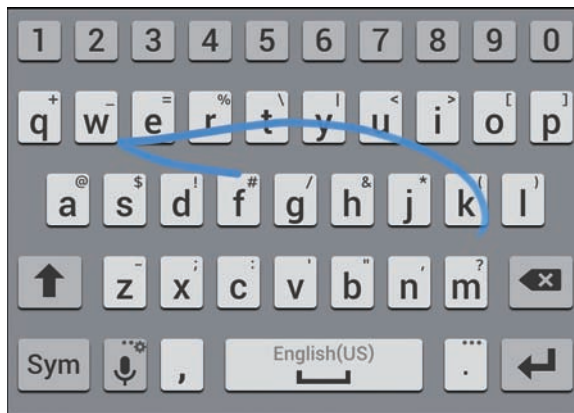 1 2 3 4 5 6 7 8 9 0
+ _ = % \ | < > [ ]
q w e r t y u i o p
@ $ ! # / & * ( )
a s d f g h j k l
- ; : ' " , ?
z x c v b n m
Sym , English(US) .